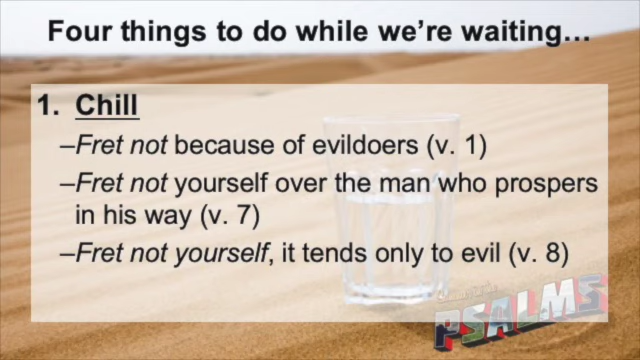 Four things to do while we're waiting…
1. Chill
–Fret not because of evildoers (v. 1)
–Fret not yourself over the man who prospers
in his way (v. 7)
–Fret not yourself, it tends only to evil (v. 8)
PSALMS